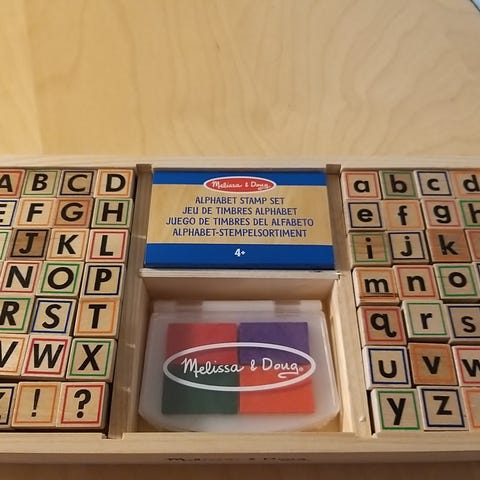 A B C D
E F G H
J K L
M N O P
R S T
V W X
! ?
Melissa & Doug
ALPHABET STAMP SET
JEU DE TIMBRES ALPHABET
JUEGO DE TIMBRES DEL ALFABETO
ALPHABET-STEMPELSORTIMENT
4+
Melissa & Doug®
a b c d
e f g h
i j k l
m n o
q r s
u v w
y z